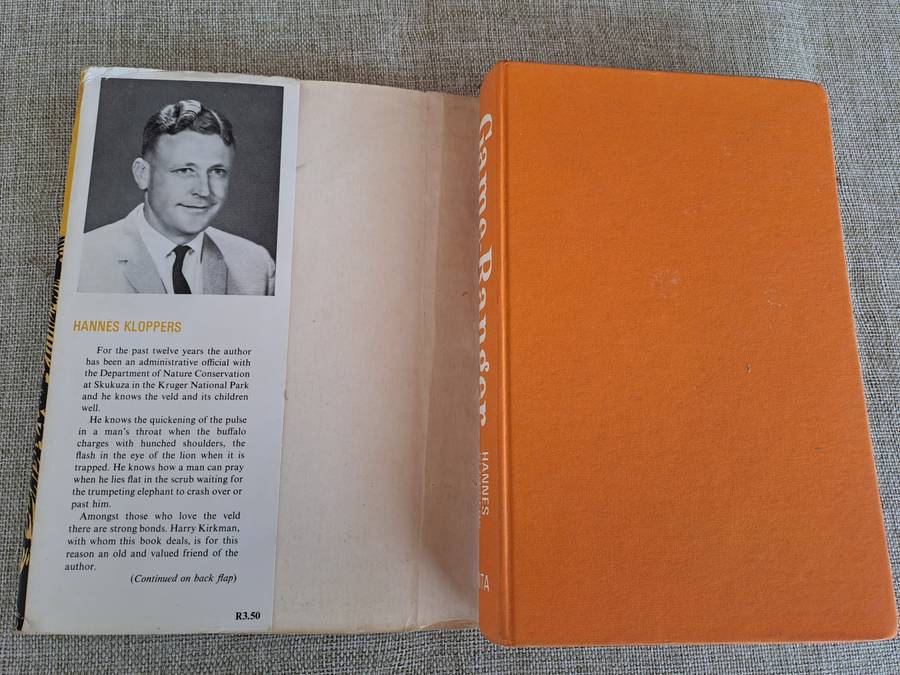 HANNES KLOPPERS
For the past twelve years the author
has been an administrative official with
the Department of Nature Conservation
at Skukuza in the Kruger National Park
and he knows the veld and its children
well.
He knows the quickening of the pulse
in a man's throat when the buffalo
charges with hunched shoulders, the
flash in the eye of the lion when it is
trapped. He knows how a man can pray
when he lies flat in the scrub waiting for
the trumpeting elephant to crash over or
past him.
Amongst those who love the veld
there are strong bonds. Harry Kirkman,
with whom this book deals, is for this
reason an old and valued friend of the
author.
(Continued on back flap)
R3.50
Game Ranger
HANNES